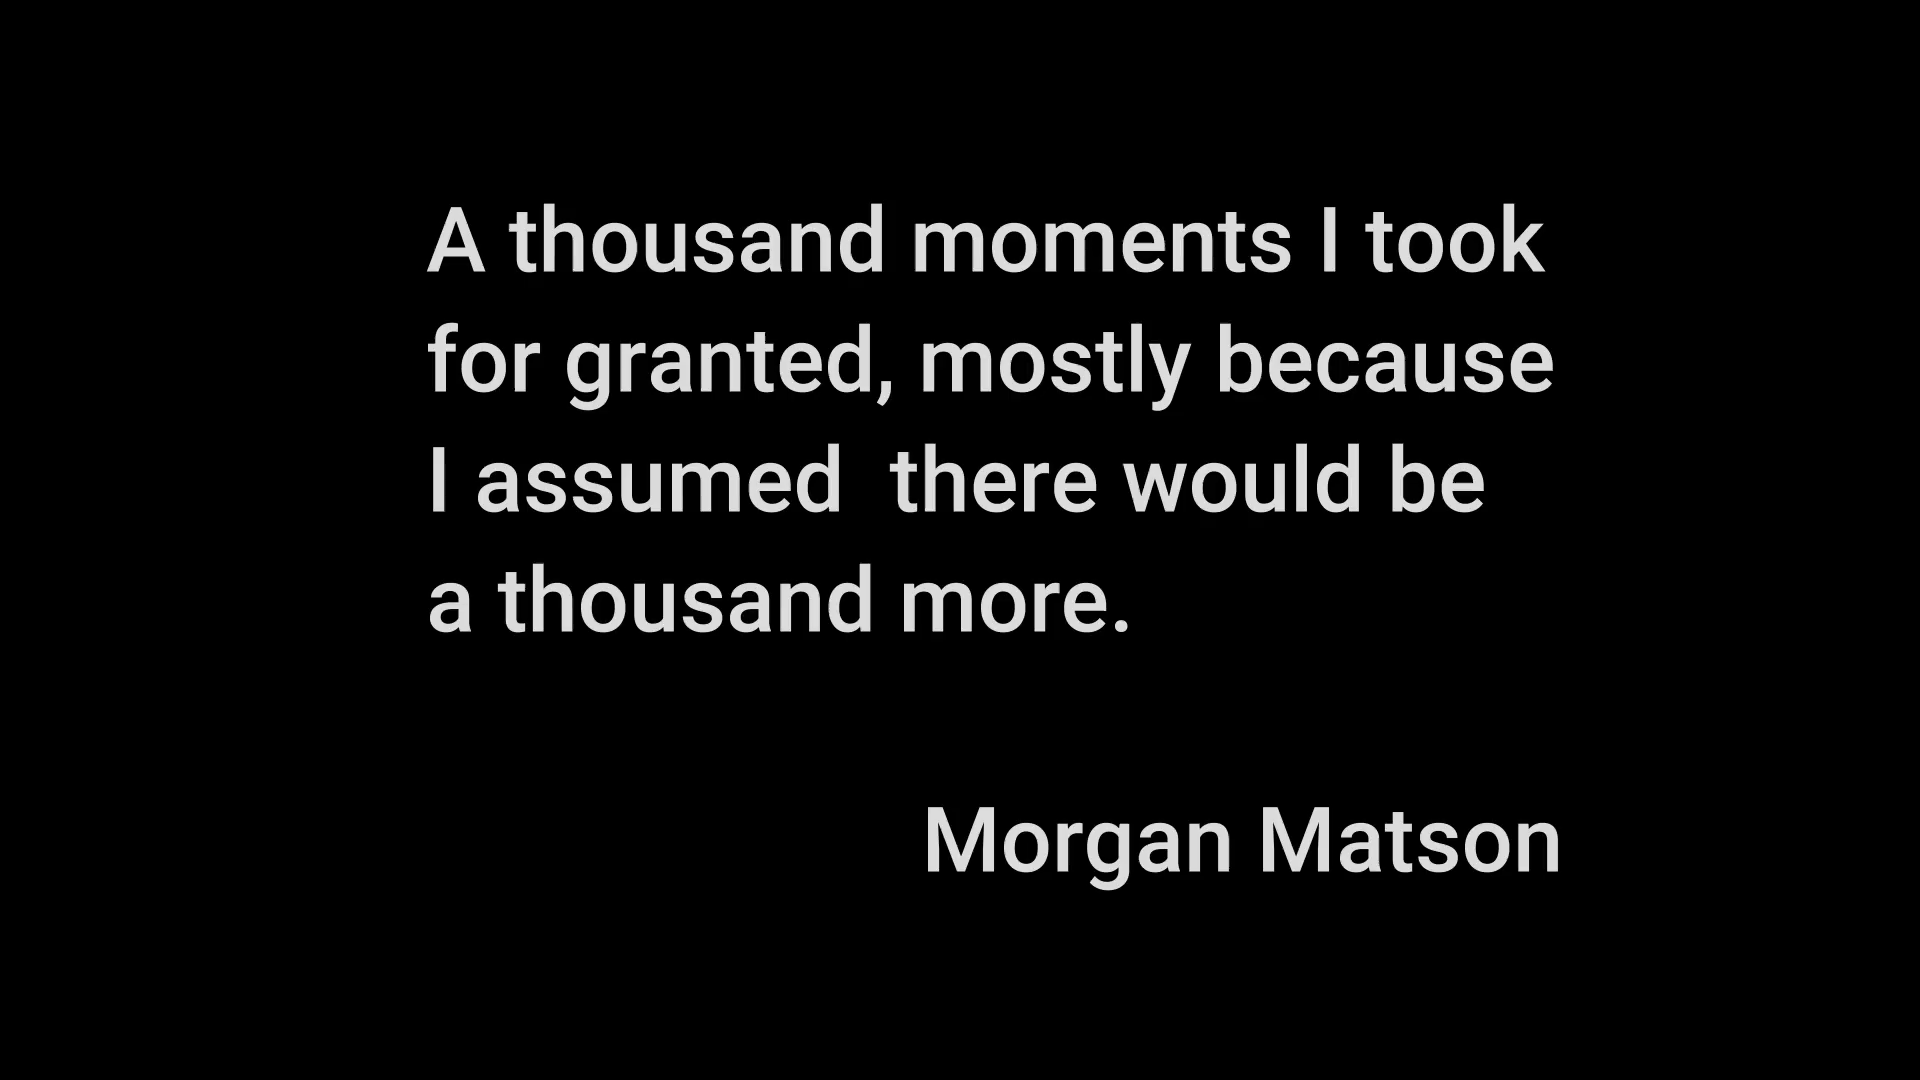 A thousand moments I took
for granted, mostly because
I assumed  there would be
a thousand more.
Morgan Matson